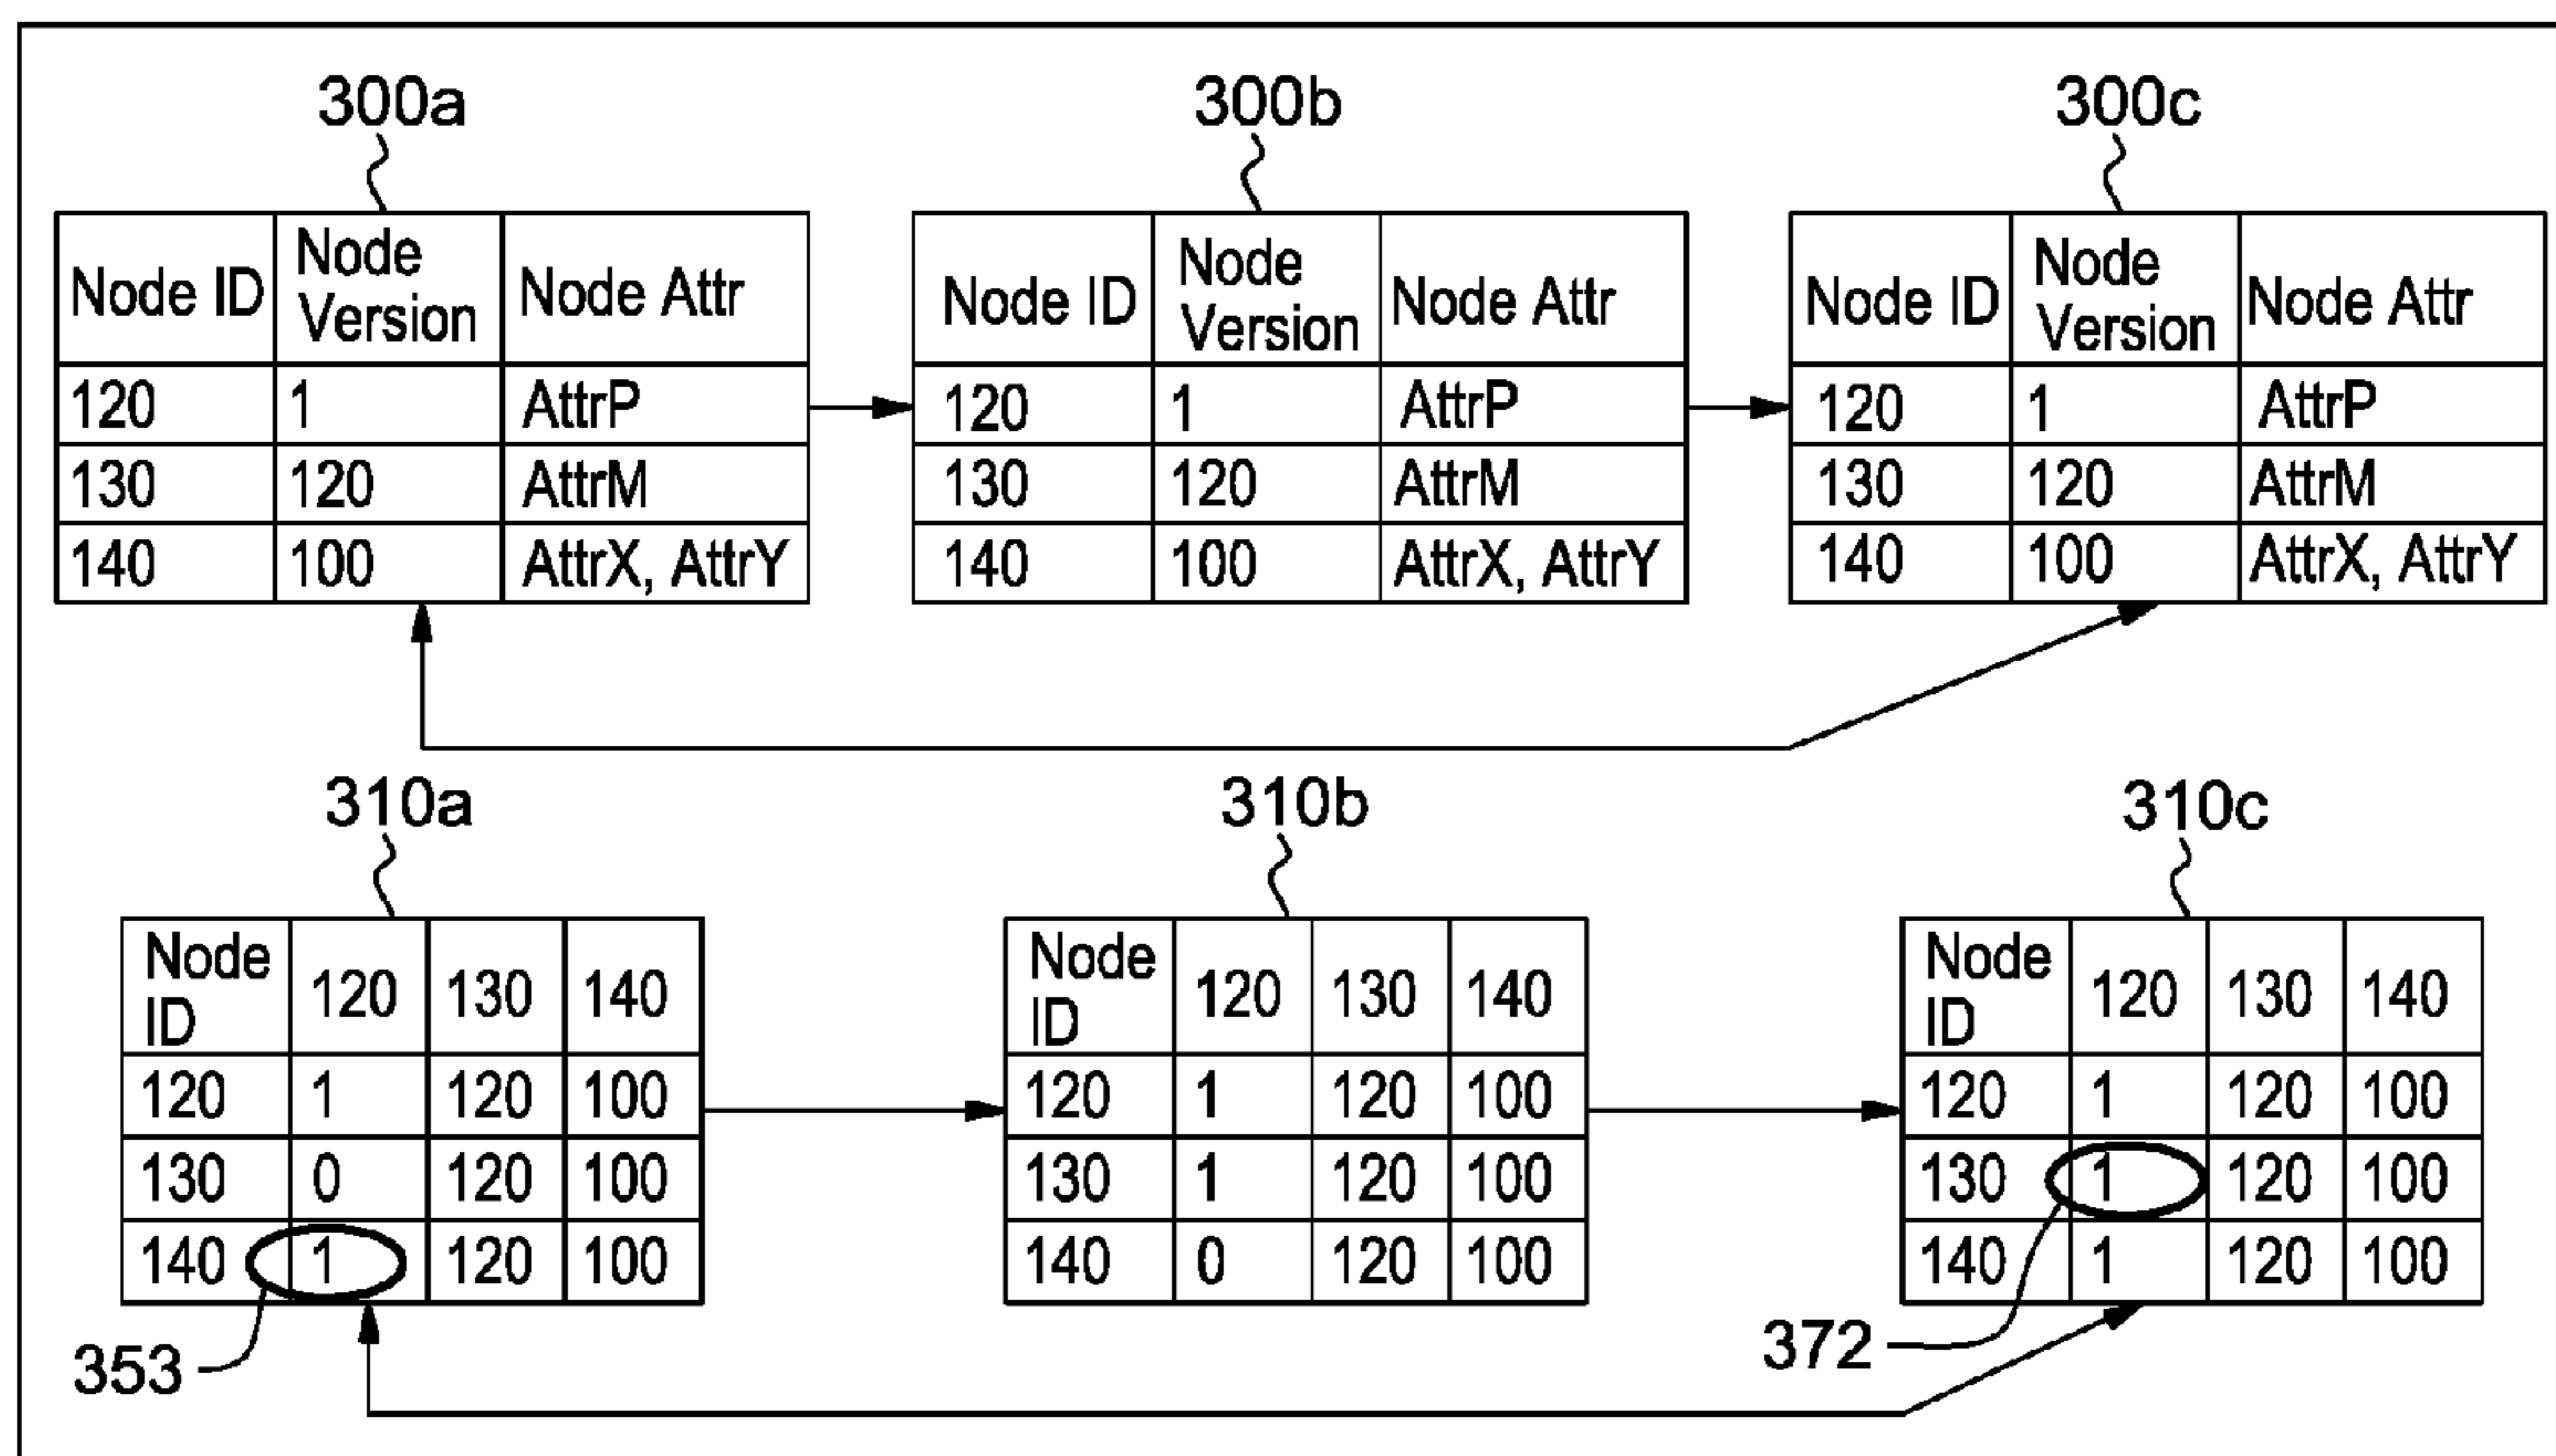 300a 300b 300c
Node ID Node Version Node Attr
120 1 AttrP
130 120 AttrM
140 100 AttrX, AttrY
Node ID Node Version Node Attr
120 1 AttrP
130 120 AttrM
140 100 AttrX, AttrY
Node ID Node Version Node Attr
120 1 AttrP
130 120 AttrM
140 100 AttrX, AttrY
310a 310b 310c
Node ID 120 130 140
120 1 120 100
130 0 120 100
140 1 120 100
353
Node ID 120 130 140
120 1 120 100
130 1 120 100
140 0 120 100
Node ID 120 130 140
120 1 120 100
130 1 120 100
140 1 120 100
372